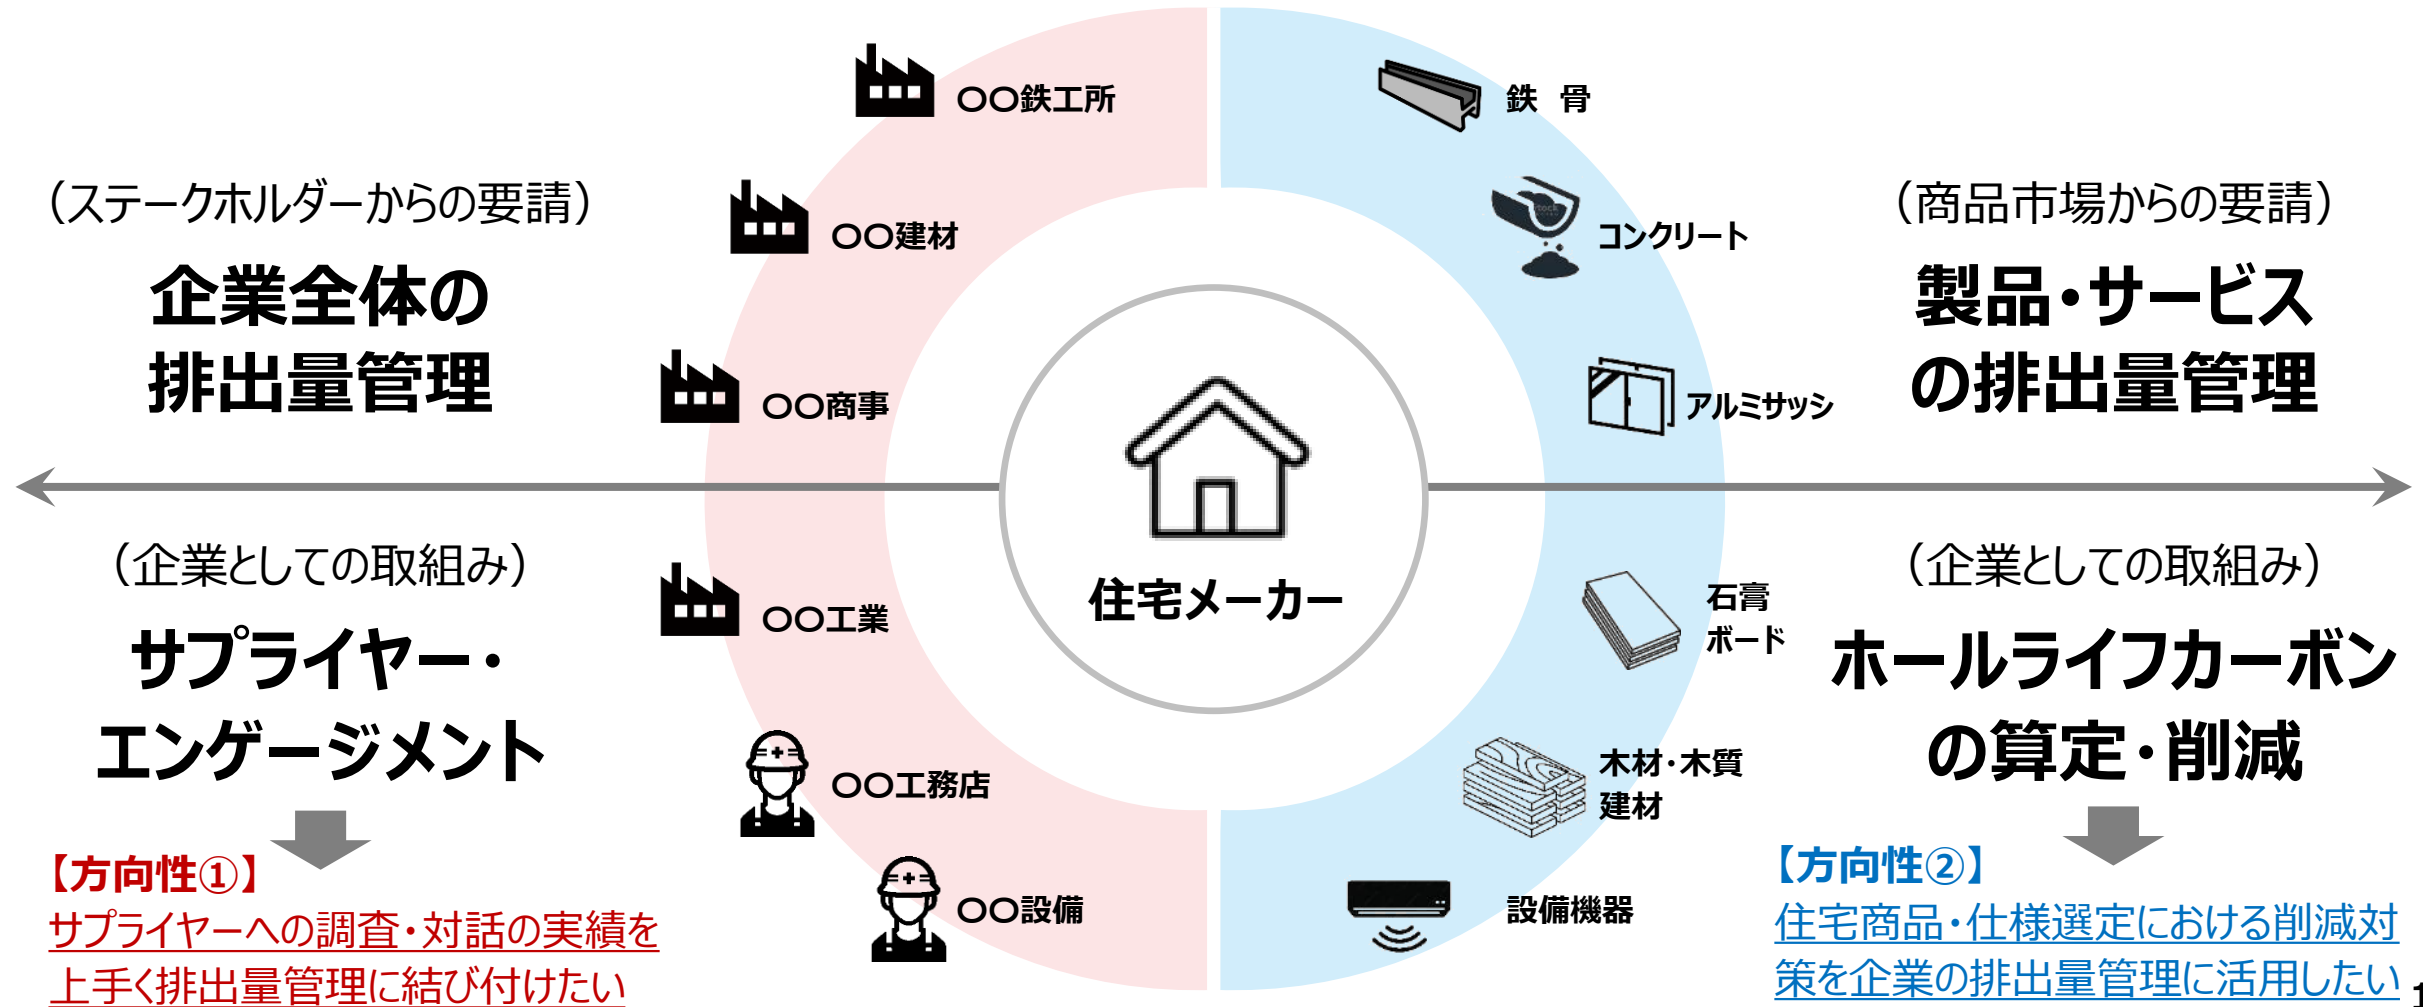 （ステークホルダーからの要請）
企業全体の
排出量管理
（企業としての取組み）
サプライヤー・
エンゲージメント
【方向性①】
サプライヤーへの調査・対話の実績を
上手く排出量管理に結び付けたい
〇〇鉄工所
〇〇建材
〇〇商事
〇〇工業
〇〇工務店
〇〇設備
住宅メーカー
鉄 骨
コンクリート
アルミサッシ
石膏
ボード
木材・木質
建材
設備機器
（商品市場からの要請）
製品・サービス
の排出量管理
（企業としての取組み）
ホールライフカーボン
の算定・削減
【方向性②】
住宅商品・仕様選定における削減対
策を企業の排出量管理に活用したい